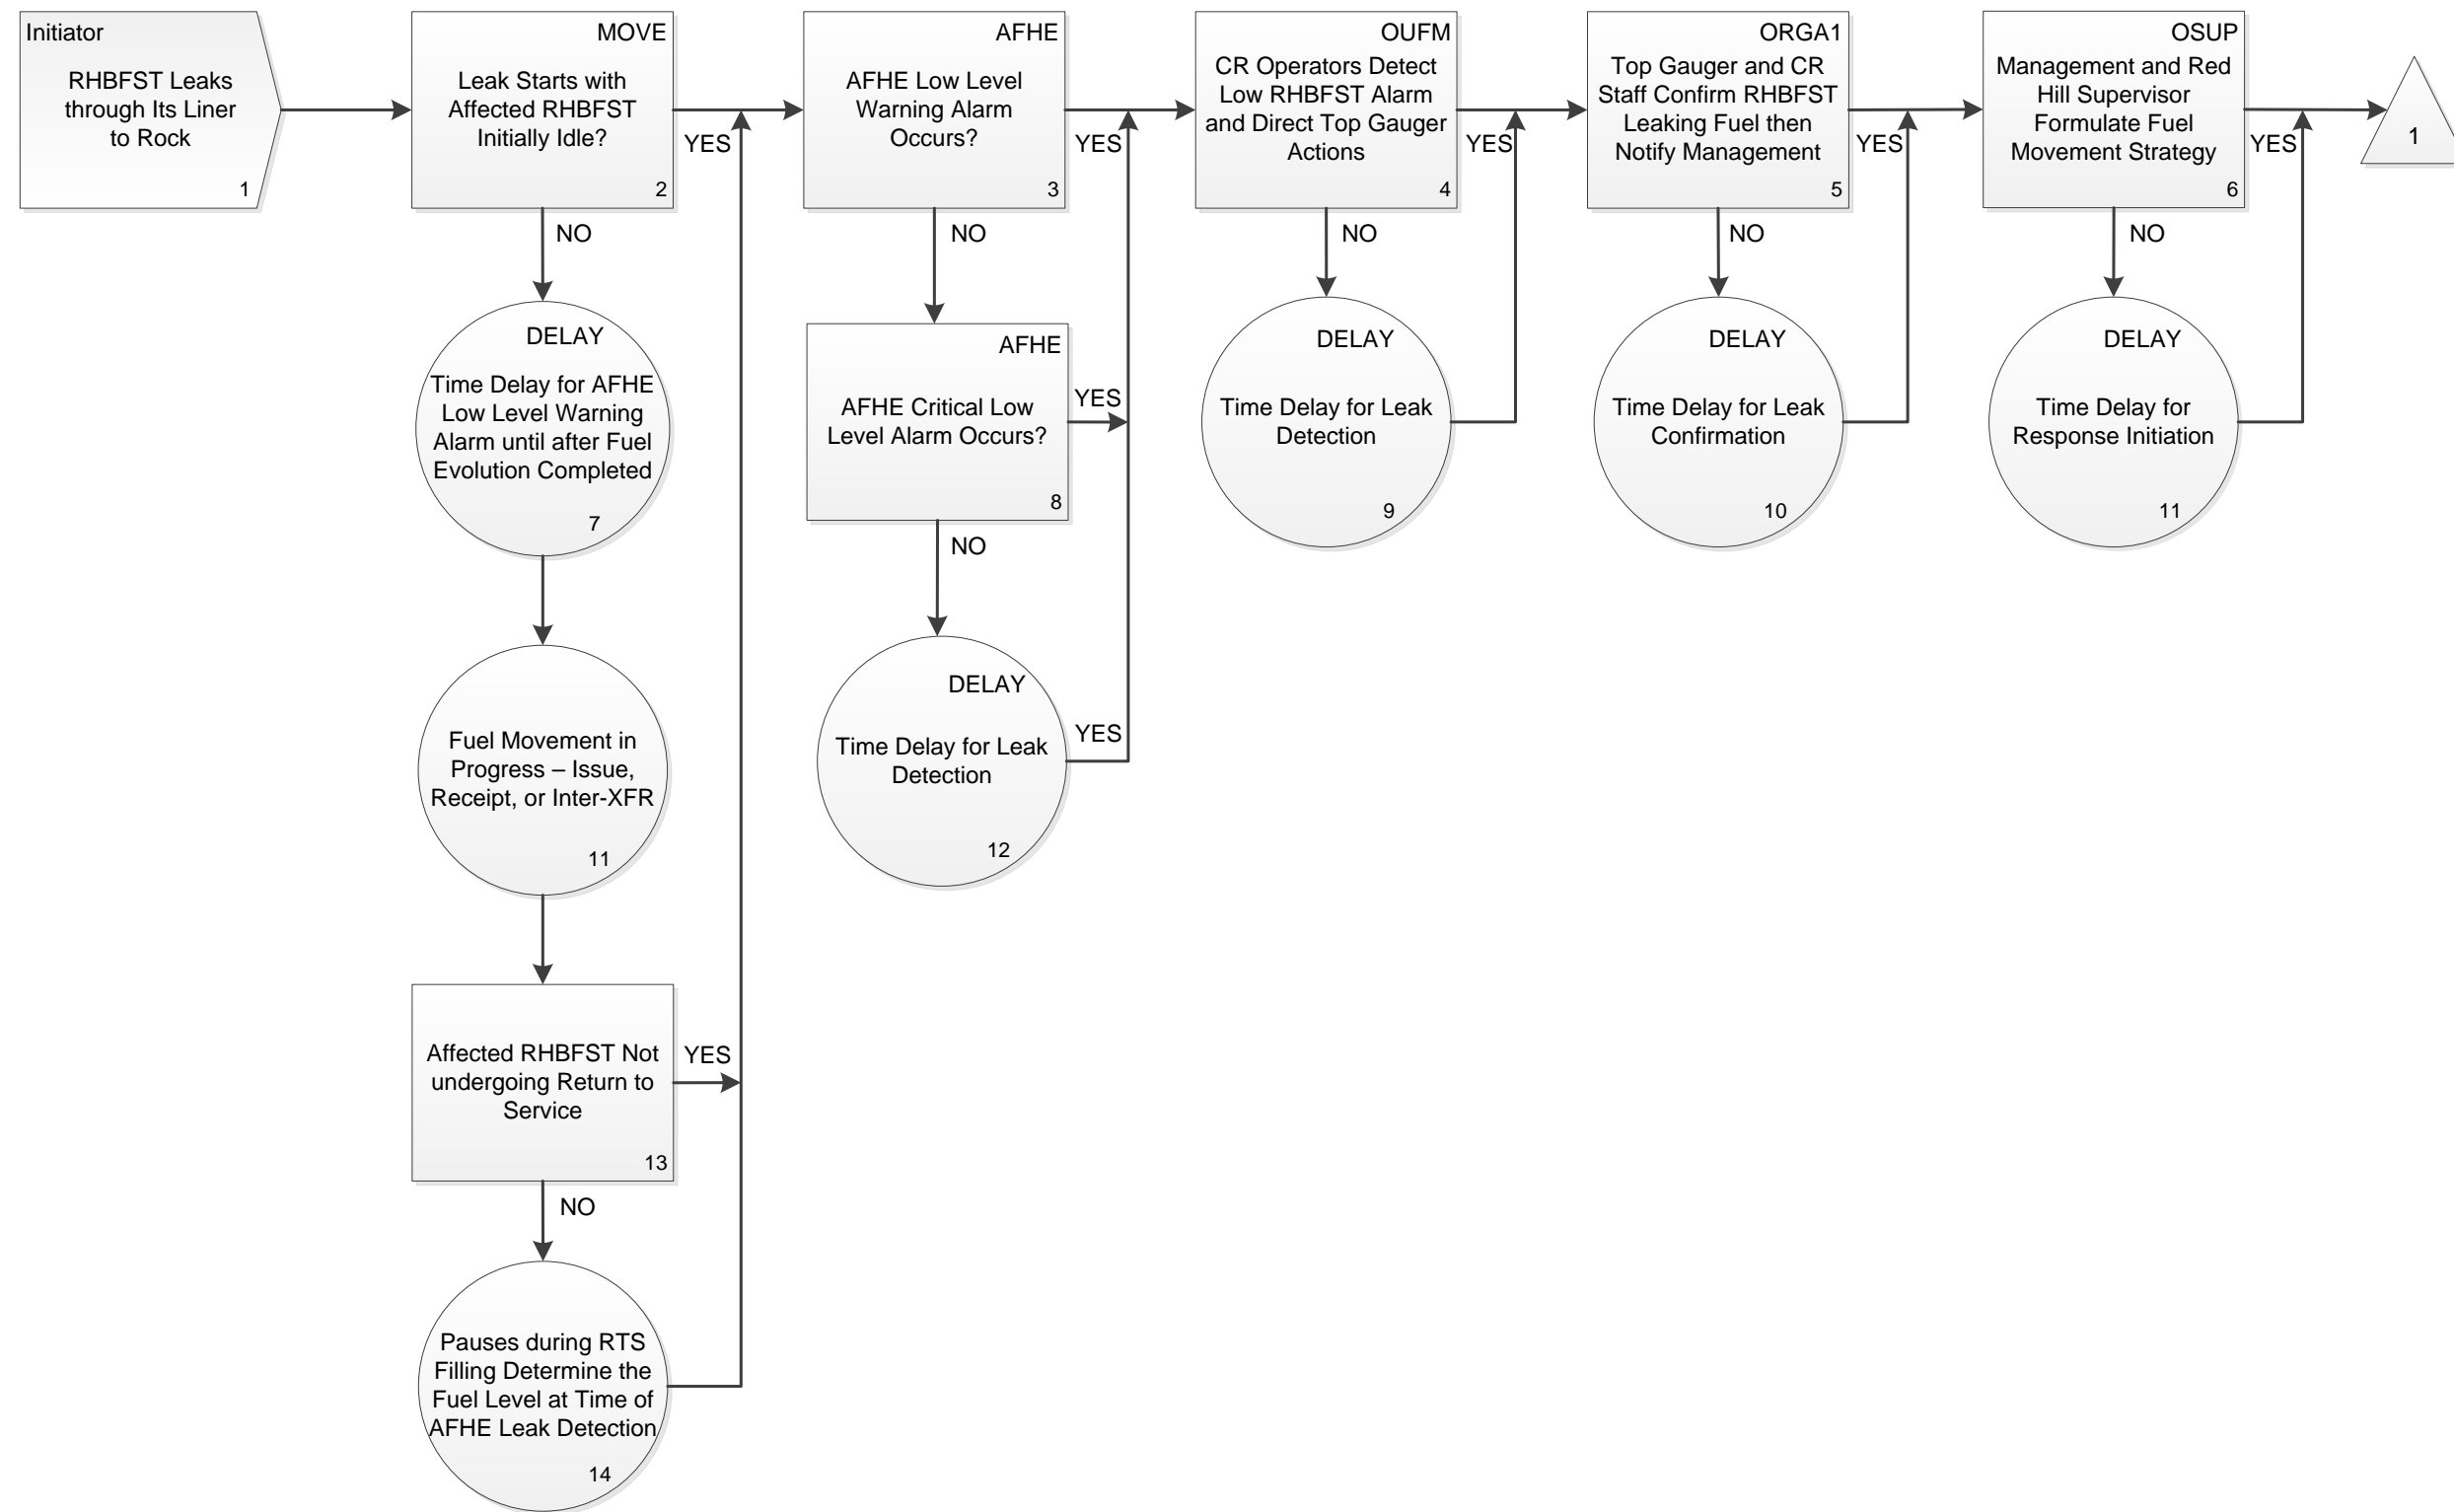 Initiator
RHBFST Leaks
through Its Liner
to Rock
1
MOVE
Leak Starts with
Affected RHBFST
Initially Idle?
2
YES
NO
AFHE
AFHE Low Level
Warning Alarm
Occurs?
3
YES
NO
OUFM
CR Operators Detect
Low RHBFST Alarm
and Direct Top Gauger
Actions
4
YES
NO
ORGA1
Top Gauger and CR
Staff Confirm RHBFST
Leaking Fuel then
Notify Management
5
YES
NO
OSUP
Management and Red
Hill Supervisor
Formulate Fuel
Movement Strategy
6
YES
NO
1
DELAY
Time Delay for AFHE
Low Level Warning
Alarm until after Fuel
Evolution Completed
7
AFHE
AFHE Critical Low
Level Alarm Occurs?
8
YES
NO
DELAY
Time Delay for Leak
Detection
9
DELAY
Time Delay for Leak
Confirmation
10
DELAY
Time Delay for
Response Initiation
11
Fuel Movement in
Progress – Issue,
Receipt, or Inter-XFR
11
DELAY
Time Delay for Leak
Detection
12
YES
Affected RHBFST Not
undergoing Return to
Service
13
YES
NO
Pauses during RTS
Filling Determine the
Fuel Level at Time of
AFHE Leak Detection
14